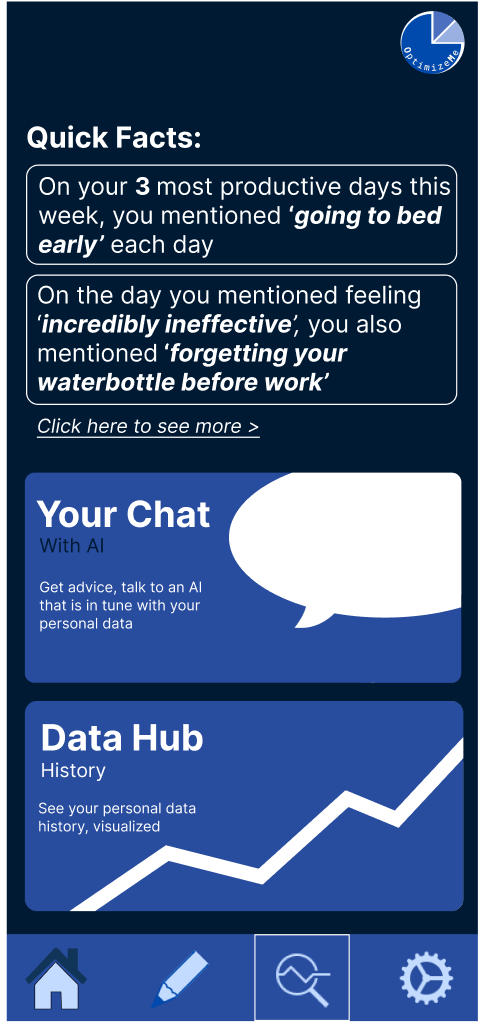 OptimizeMe
Quick Facts:
On your 3 most productive days this
week, you mentioned ‘going to bed
early’ each day
On the day you mentioned feeling
‘incredibly ineffective’, you also
mentioned ‘forgetting your
waterbottle before work’
Click here to see more >
Your Chat
With AI
Get advice, talk to an AI
that is in tune with your
personal data
Data Hub
History
See your personal data
history, visualized